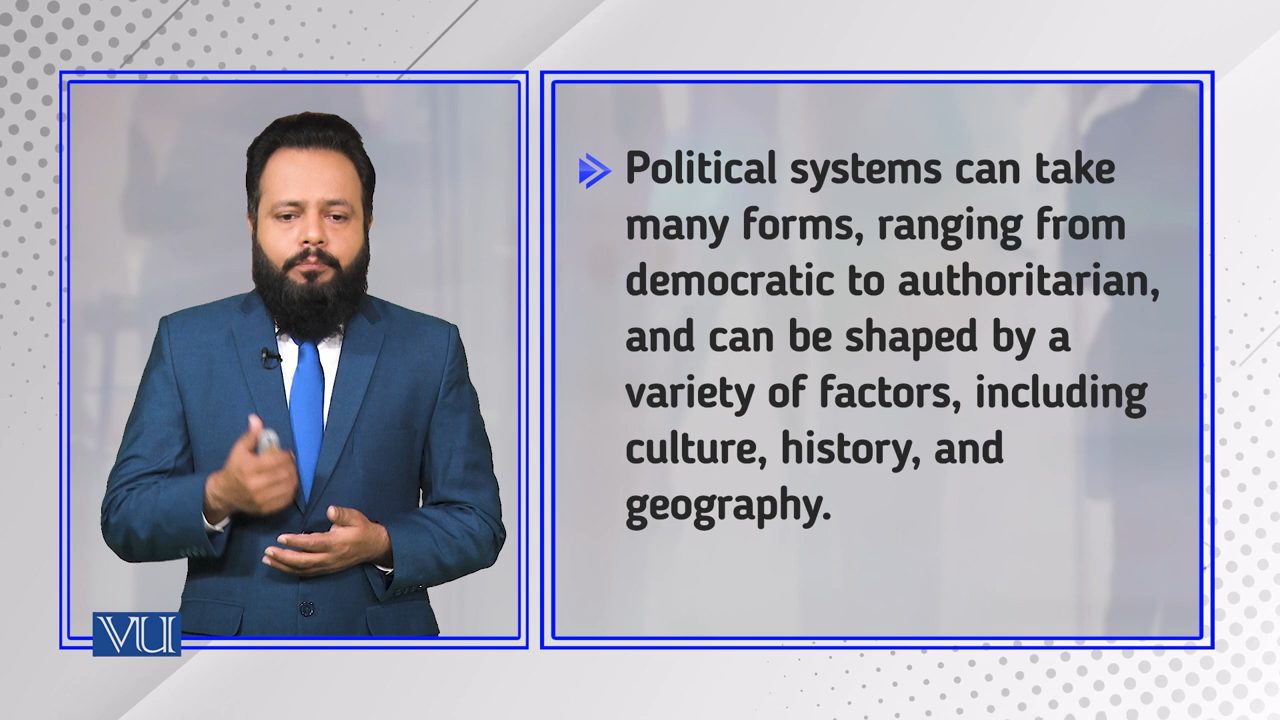 Political systems can take
many forms, ranging from
democratic to authoritarian,
and can be shaped by a
variety of factors, including
culture, history, and
geography.
VU